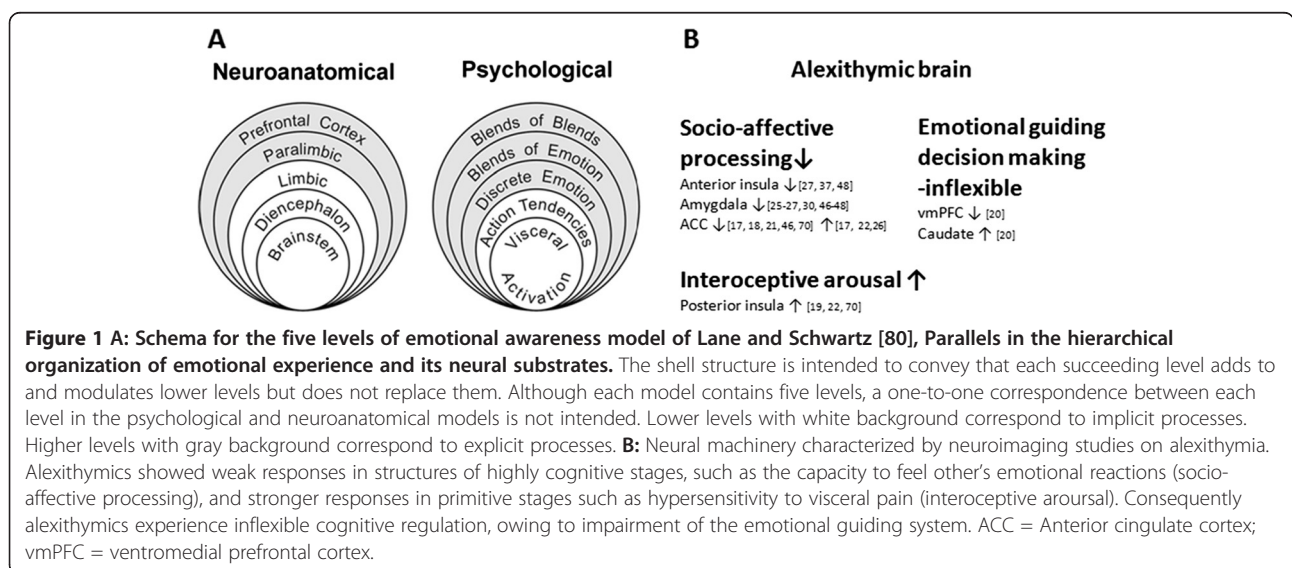 A
Neuroanatomical
Psychological
Prefrontal Cortex
Paralimbic
Limbic
Diencephalon
Brainstem
Blends of Blends
Blends of Emotion
Discrete Emotion
Action Tendencies
Visceral
Activation
B
Alexithymic brain
Socio-affective
processing↓
Anterior insula ↓[27, 37, 48]
Amygdala ↓[25-27, 30, 46-48]
ACC ↓[17, 18, 21, 46, 70] ↑[17, 22,26]
Emotional guiding
decision making
-inflexible
vmPFC ↓ [20]
Caudate ↑ [20]
Interoceptive arousal ↑
Posterior insula ↑ [19, 22, 70]
Figure 1 A: Schema for the five levels of emotional awareness model of Lane and Schwartz [80], Parallels in the hierarchical
organization of emotional experience and its neural substrates. The shell structure is intended to convey that each succeeding level adds to
and modulates lower levels but does not replace them. Although each model contains five levels, a one-to-one correspondence between each
level in the psychological and neuroanatomical models is not intended. Lower levels with white background correspond to implicit processes.
Higher levels with gray background correspond to explicit processes. B: Neural machinery characterized by neuroimaging studies on alexithymia.
Alexithymics showed weak responses in structures of highly cognitive stages, such as the capacity to feel other's emotional reactions (socio-
affective processing), and stronger responses in primitive stages such as hypersensitivity to visceral pain (interoceptive aroursal). Consequently
alexithymics experience inflexible cognitive regulation, owing to impairment of the emotional guiding system. ACC = Anterior cingulate cortex;
vmPFC = ventromedial prefrontal cortex.